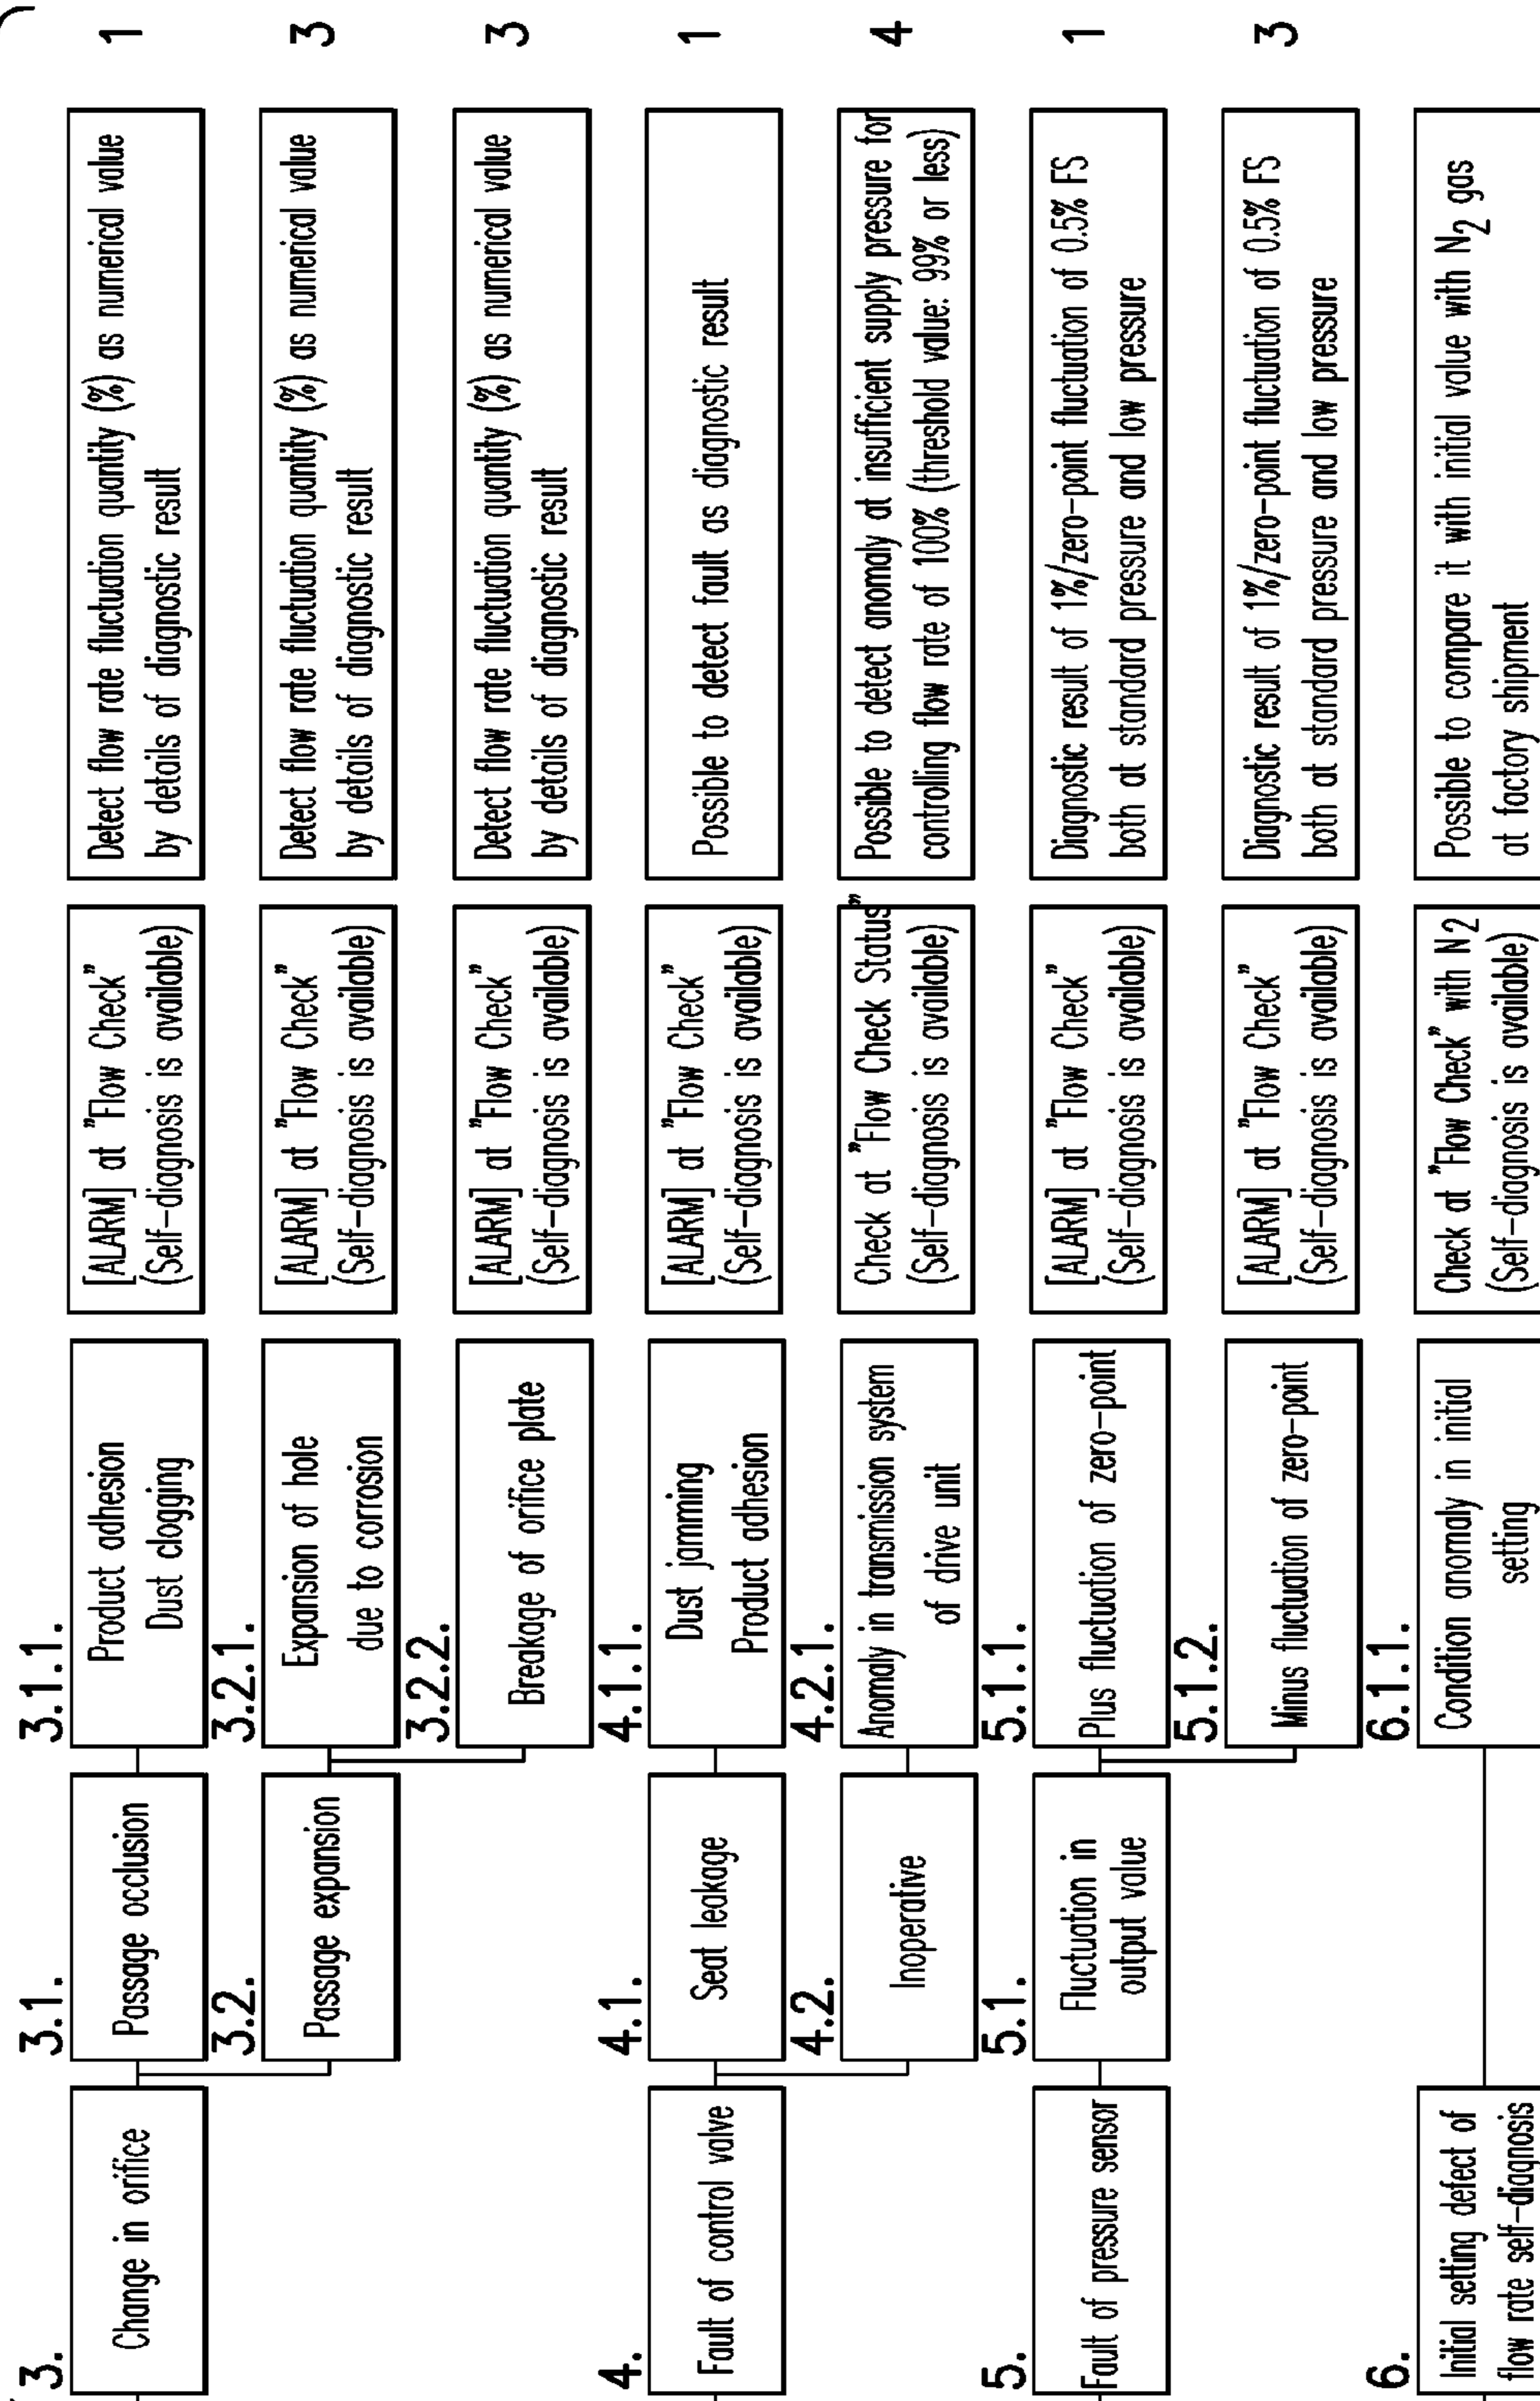 3.
Change in orifice
3.1.
Passage occlusion
3.1.1.
Product adhesion
Dust clogging
[ALARM] at "Flow Check"
(Self-diagnosis is available)
Detect flow rate fluctuation quantity (%) as numerical value
by details of diagnostic result
1
3.2.
Passage expansion
3.2.1.
Expansion of hole
due to corrosion
[ALARM] at "Flow Check"
(Self-diagnosis is available)
Detect flow rate fluctuation quantity (%) as numerical value
by details of diagnostic result
3
3.2.2.
Breakage of orifice plate
[ALARM] at "Flow Check"
(Self-diagnosis is available)
Detect flow rate fluctuation quantity (%) as numerical value
by details of diagnostic result
3
4.
Fault of control valve
4.1.
Seat leakage
4.1.1.
Dust jamming
Product adhesion
[ALARM] at "Flow Check"
(Self-diagnosis is available)
Possible to detect fault as diagnostic result
1
4.2.
Inoperative
4.2.1.
Anomaly in transmission system
of drive unit
Check at "Flow Check Status"
(Self-diagnosis is available)
Possible to detect anomaly at insufficient supply pressure for
controlling flow rate of 100% (threshold value: 99% or less)
4
5.
Fault of pressure sensor
5.1.
Fluctuation in
output value
5.1.1.
Plus fluctuation of zero-point
[ALARM] at "Flow Check"
(Self-diagnosis is available)
Diagnostic result of 1%/zero-point fluctuation of 0.5% FS
both at standard pressure and low pressure
1
5.1.2.
Minus fluctuation of zero-point
[ALARM] at "Flow Check"
(Self-diagnosis is available)
Diagnostic result of 1%/zero-point fluctuation of 0.5% FS
both at standard pressure and low pressure
3
6.
Initial setting defect of
flow rate self-diagnosis
6.1.1.
Condition anomaly in initial
setting
Check at "Flow Check" with N2
(Self-diagnosis is available)
Possible to compare it with initial value with N2 gas
at factory shipment